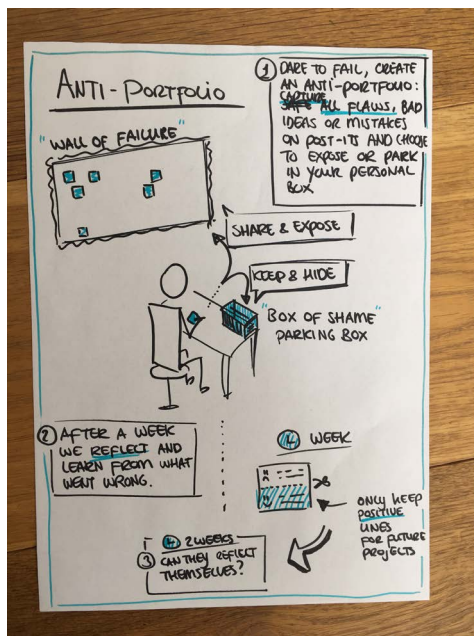 ANTI-PORTFOLIO
"WALL OF FAILURE"
① DARE TO FAIL, CREATE
AN ANTI-PORTFOLIO:
CAPTURE
ALL FLAWS, BAD
IDEAS OR MISTAKES
ON POST-ITS AND CHOOSE
TO EXPOSE OR PARK
IN YOUR PERSONAL
BOX
SHARE & EXPOSE
KEEP & HIDE
"BOX OF SHAME"
PARKING BOX
② AFTER A WEEK
WE REFLECT AND
LEARN FROM WHAT
WENT WRONG.
WEEK
ONLY KEEP
POSITIVE
LINES
FOR FUTURE
PROJECTS
2 WEEKS
③ CAN THEY REFLECT
THEMSELVES?